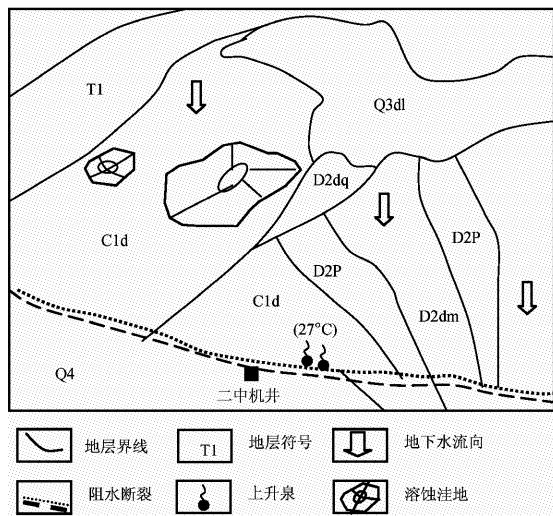 T1
Q3dl
D2dq
C1d
D2P
D2P
C1d
D2dm
(27°C)
Q4
二中机井
地层界线
T1
地层符号
地下水流向
阻水断裂
上升泉
溶蚀洼地